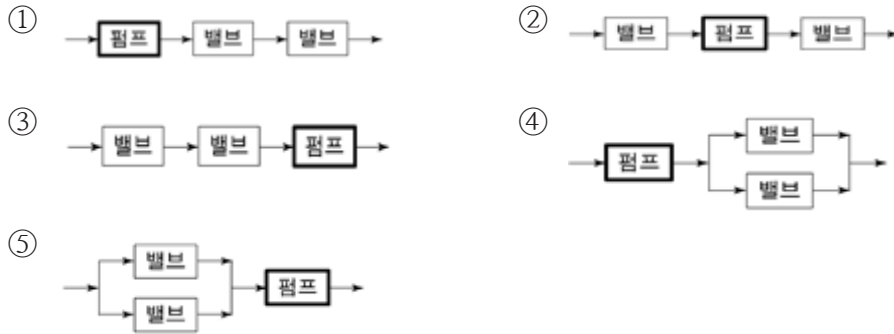 ① 펌프 밸브 밸브
② 밸브 펌프 밸브
③ 밸브 밸브 펌프
④ 펌프 밸브
밸브
⑤ 밸브 펌프
밸브